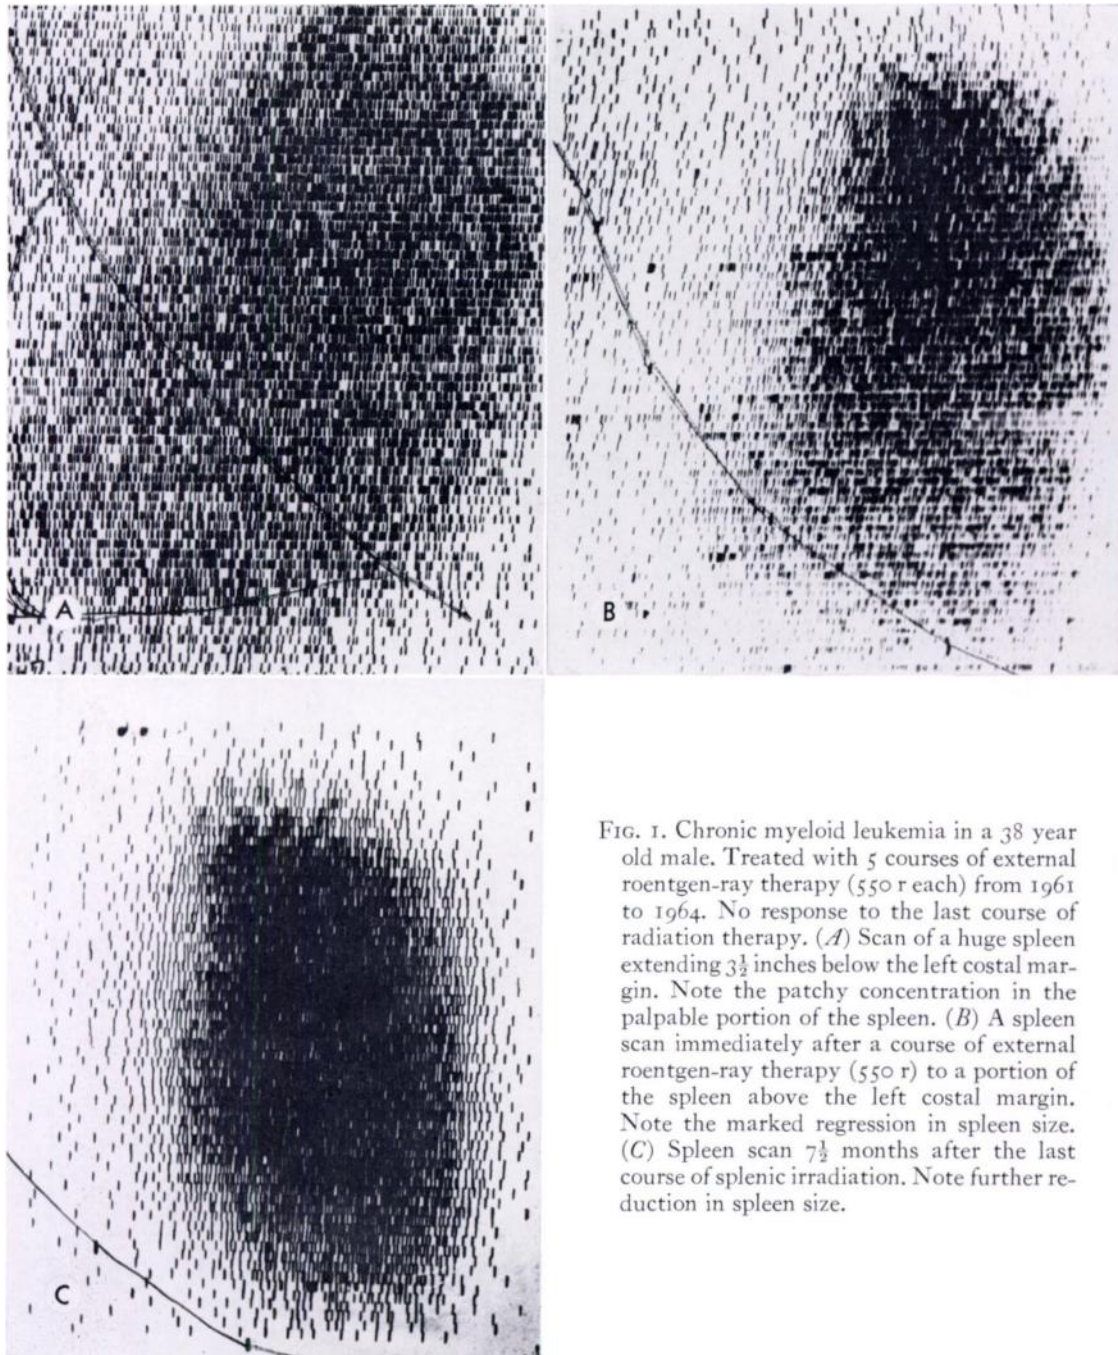 A
B
C
FIG. 1. Chronic myeloid leukemia in a 38 year
old male. Treated with 5 courses of external
roentgen-ray therapy (550 r each) from 1961
to 1964. No response to the last course of
radiation therapy. (A) Scan of a huge spleen
extending 3½ inches below the left costal mar-
gin. Note the patchy concentration in the
palpable portion of the spleen. (B) A spleen
scan immediately after a course of external
roentgen-ray therapy (550 r) to a portion of
the spleen above the left costal margin.
Note the marked regression in spleen size.
(C) Spleen scan 7½ months after the last
course of splenic irradiation. Note further re-
duction in spleen size.